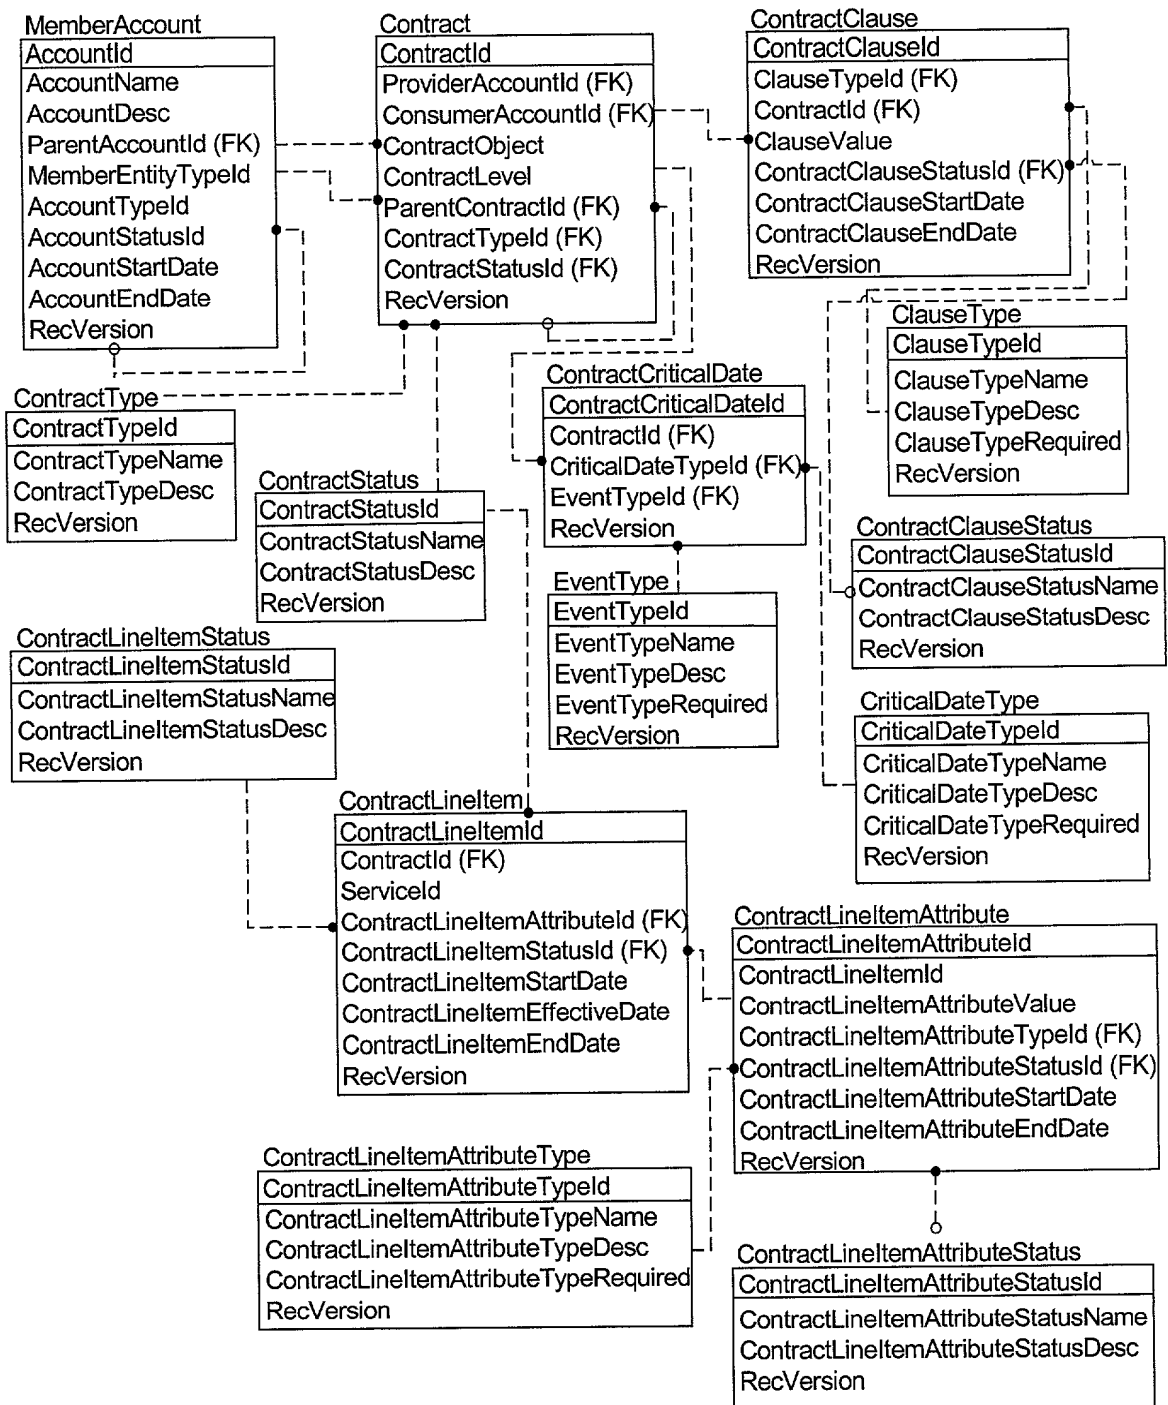 MemberAccount
AccountId
AccountName
AccountDesc
ParentAccountId (FK)
MemberEntityTypeId
AccountTypeId
AccountStatusId
AccountStartDate
AccountEndDate
RecVersion
Contract
ContractId
ProviderAccountId (FK)
ConsumerAccountId (FK)
ContractObject
ContractLevel
ParentContractId (FK)
ContractTypeId (FK)
ContractStatusId (FK)
RecVersion
ContractClause
ContractClauseId
ClauseTypeId (FK)
ContractId (FK)
ClauseValue
ContractClauseStatusId (FK)
ContractClauseStartDate
ContractClauseEndDate
RecVersion
ClauseType
ClauseTypeId
ClauseTypeName
ClauseTypeDesc
ClauseTypeRequired
RecVersion
ContractType
ContractTypeId
ContractTypeName
ContractTypeDesc
RecVersion
ContractStatus
ContractStatusId
ContractStatusName
ContractStatusDesc
RecVersion
ContractCriticalDate
ContractCriticalDateId
ContractId (FK)
CriticalDateTypeId (FK)
EventTypeId (FK)
RecVersion
ContractClauseStatus
ContractClauseStatusId
ContractClauseStatusName
ContractClauseStatusDesc
RecVersion
EventType
EventTypeId
EventTypeName
EventTypeDesc
EventTypeRequired
RecVersion
ContractLineItemStatus
ContractLineItemStatusId
ContractLineItemStatusName
ContractLineItemStatusDesc
RecVersion
CriticalDateType
CriticalDateTypeId
CriticalDateTypeName
CriticalDateTypeDesc
CriticalDateTypeRequired
RecVersion
ContractLineItem
ContractLineItemId
ContractId (FK)
ServiceId
ContractLineItemAttributeId (FK)
ContractLineItemStatusId (FK)
ContractLineItemStartDate
ContractLineItemEffectiveDate
ContractLineItemEndDate
RecVersion
ContractLineItemAttribute
ContractLineItemAttributeId
ContractLineItemId
ContractLineItemAttributeValue
ContractLineItemAttributeTypeId (FK)
ContractLineItemAttributeStatusId (FK)
ContractLineItemAttributeStartDate
ContractLineItemAttributeEndDate
RecVersion
ContractLineItemAttributeType
ContractLineItemAttributeTypeId
ContractLineItemAttributeTypeName
ContractLineItemAttributeTypeDesc
ContractLineItemAttributeTypeRequired
RecVersion
ContractLineItemAttributeStatus
ContractLineItemAttributeStatusId
ContractLineItemAttributeStatusName
ContractLineItemAttributeStatusDesc
RecVersion